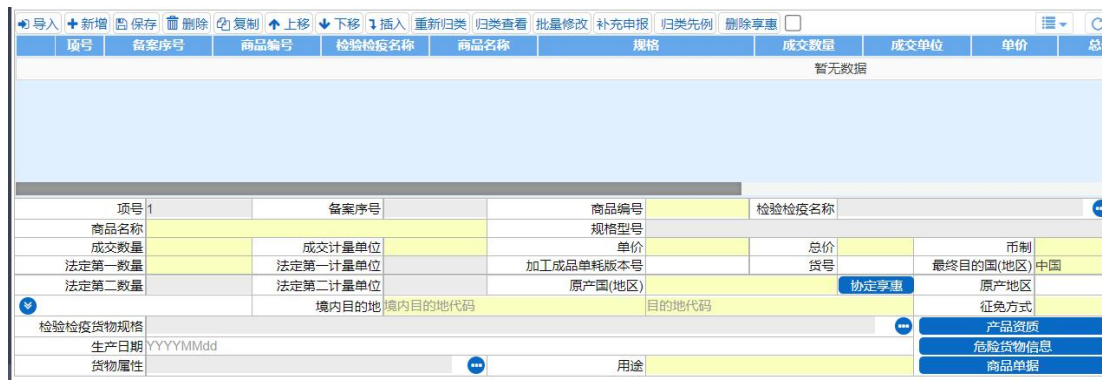 导入 新增 保存 删除 复制 上移 下移 插入 重新归类 归类查看 批量修改 补充申报 归类先例 删除享惠
项号 备案序号 商品编号 检验检疫名称 商品名称 规格 成交数量 成交单位 单价 总
暂无数据
项号 1 备案序号 商品编号 检验检疫名称
商品名称 规格型号
成交数量 成交计量单位 单价 总价 币制
法定第一数量 法定第一计量单位 加工成品单耗版本号 货号 最终目的国(地区) 中国
法定第二数量 法定第二计量单位 原产国(地区) 协定享惠 原产地区
境内目的地 境内目的地代码 目的地代码 征免方式
检验检疫货物规格 产品资质
生产日期 YYYYMMdd 危险货物信息
货物属性 用途 商品单据